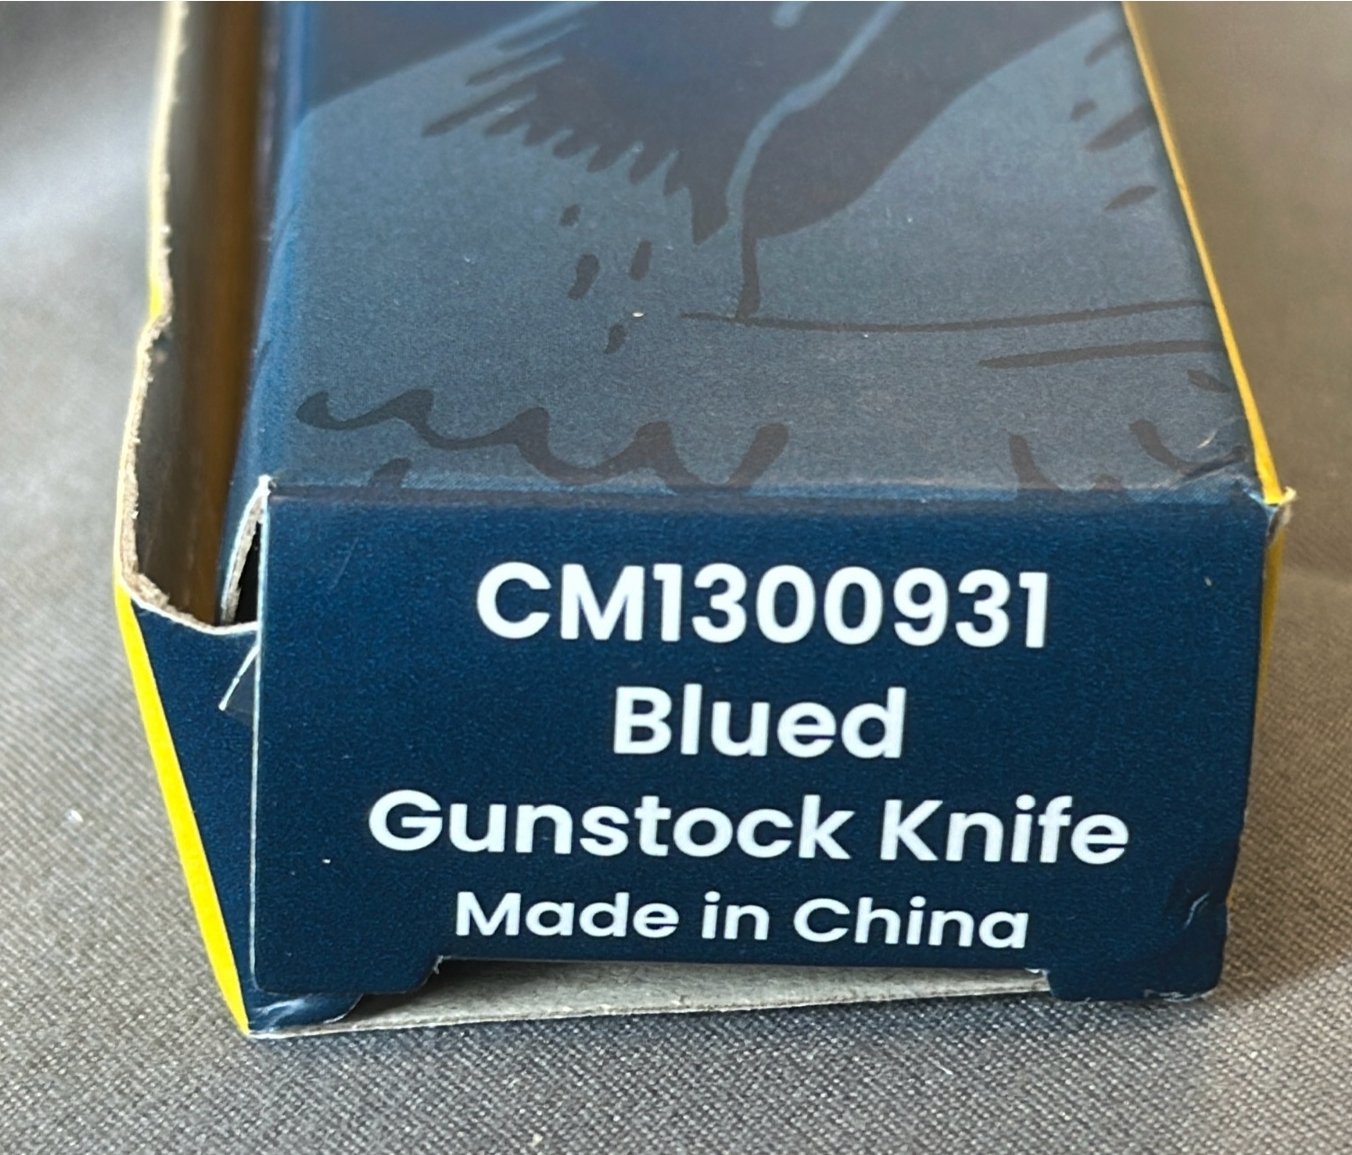 CM1300931
Blued
Gunstock Knife
Made in China